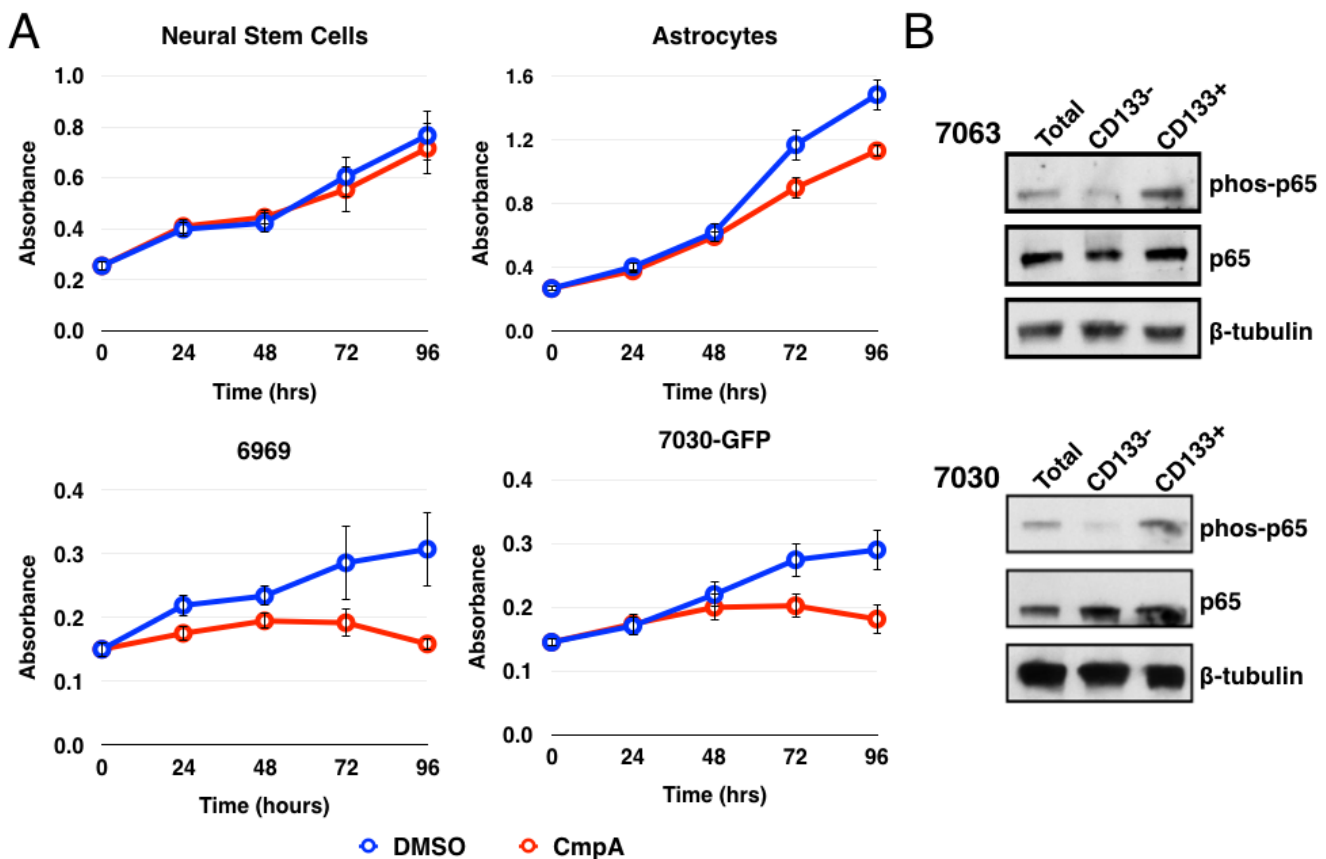 A
Neural Stem Cells
1.0
0.8
0.6
0.4
0.2
0.0
Absorbance
0 24 48 72 96
Time (hrs)
Astrocytes
1.6
1.2
0.8
0.4
0.0
Absorbance
0 24 48 72 96
Time (hrs)
6969
0.4
0.3
0.2
0.1
0.0
Absorbance
0 24 48 72 96
Time (hours)
7030-GFP
0.4
0.3
0.2
0.1
0.0
Absorbance
0 24 48 72 96
Time (hrs)
DMSO CmpA
B
7063
Total CD133- CD133+
phos-p65
p65
β-tubulin
7030
Total CD133- CD133+
phos-p65
p65
β-tubulin